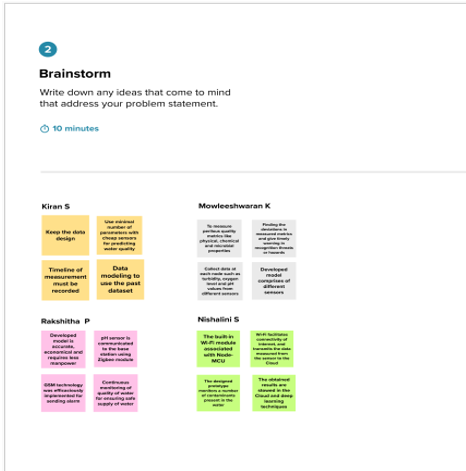 2
Brainstorm
Write down any ideas that come to mind
that address your problem statement.
10 minutes
Kiran S
Keep the data
design
Use minimal
number of
parameters with
cheap sensors
for predicting
water quality
Timeline of
measurement
must be
recorded
Data
modeling to
use the past
dataset
Mowleeshwaran K
To measure
quality
metrics like
physical, chemical
and microbial
properties
Finding the
deviations in
measured metrics
and give timely
warning in
recognition threats
or hazards
Collect data at
each node such as
turbidity, oxygen
level and pH
values from
different sensors
Developed
model
comprises of
different
sensors
Rakshitha P
Developed
model is
accurate,
economical and
requires less
manpower
pH sensor is
communicated
to the base
station using
Zigbee module
GSM technology
was efficaciously
implemented for
sending alarm
Continuous
monitoring of
quality of water
for ensuring safe
supply of water
Nishalini S
The built-in
Wi-Fi module
associated
with Node-
MCU
Wi-Fi facilitates
connectivity of
internet, and
transmits the data
measured from
the sensor to the
Cloud
The designed
prototype
monitors a number
of contaminants
present in the
water
The obtained
results are
stored in the
Cloud and deep
learning
techniques